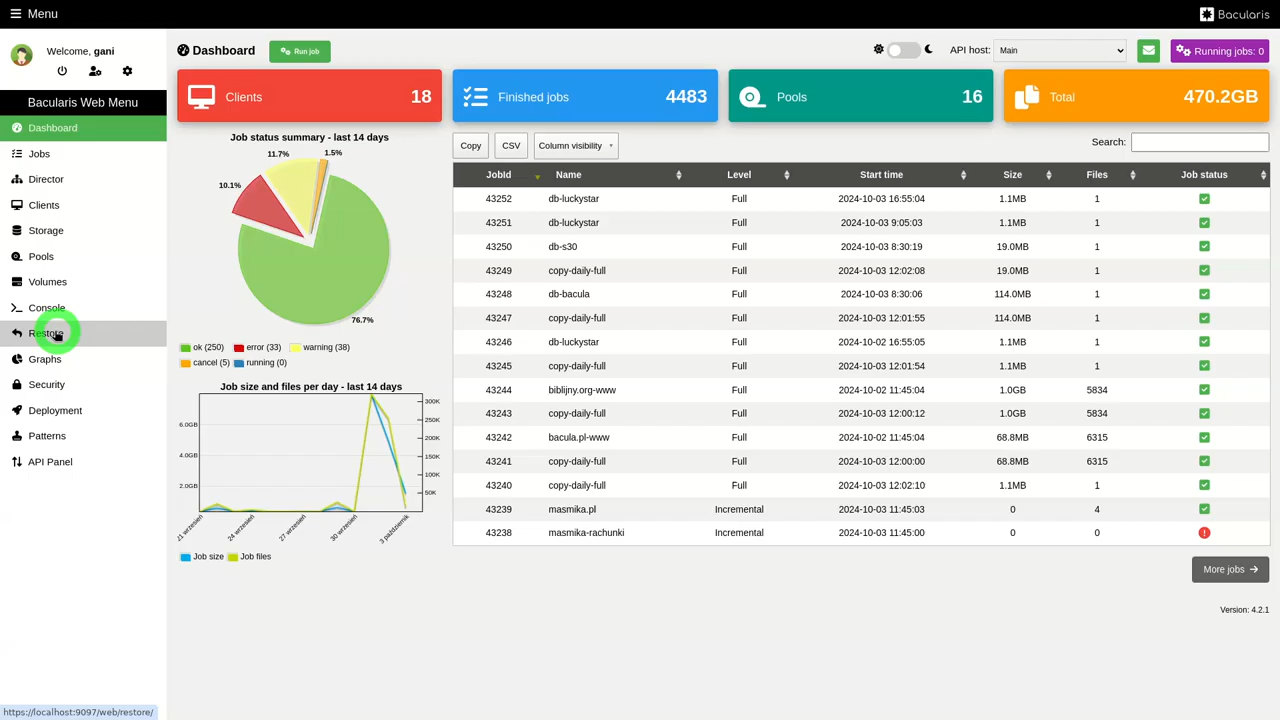 Menu
Bacularis
Welcome, gani
Bacularis Web Menu
Dashboard
Jobs
Director
Clients
Storage
Pools
Volumes
Console
Restore
Graphs
Security
Deployment
Patterns
API Panel
https://localhost:9097/web/restore/
Dashboard
Run job
API host:
Main
Running jobs: 0
Clients 18
Finished jobs 4483
Pools 16
Total 470.2GB
Job status summary - last 14 days
11.7%
1.5%
10.1%
76.7%
ok (250) error (33) warning (38)
cancel (5) running (0)
Job size and files per day - last 14 days
6.0GB
4.0GB
2.0GB
300K
250K
200K
150K
100K
50K
24 wrzesień
27 wrzesień
30 wrzesień
3 październik
Job size Job files
Copy CSV Column visibility
Search:
JobId Name Level Start time Size Files Job status
43252 db-luckystar Full 2024-10-03 16:55:04 1.1MB 1
43251 db-luckystar Full 2024-10-03 9:05:03 1.1MB 1
43250 db-s30 Full 2024-10-03 8:30:19 19.0MB 1
43249 copy-daily-full Full 2024-10-03 12:02:08 19.0MB 1
43248 db-bacula Full 2024-10-03 8:30:06 114.0MB 1
43247 copy-daily-full Full 2024-10-03 12:01:55 114.0MB 1
43246 db-luckystar Full 2024-10-02 16:55:05 1.1MB 1
43245 copy-daily-full Full 2024-10-03 12:01:54 1.1MB 1
43244 biblijny.org-www Full 2024-10-02 11:45:04 1.0GB 5834
43243 copy-daily-full Full 2024-10-03 12:00:12 1.0GB 5834
43242 bacula.pl-www Full 2024-10-02 11:45:04 68.8MB 6315
43241 copy-daily-full Full 2024-10-03 12:00:00 68.8MB 6315
43240 copy-daily-full Full 2024-10-03 12:02:10 1.1MB 1
43239 masmika.pl Incremental 2024-10-03 11:45:03 0 4
43238 masmika-rachunki Incremental 2024-10-03 11:45:00 0 0
More jobs
Version: 4.2.1